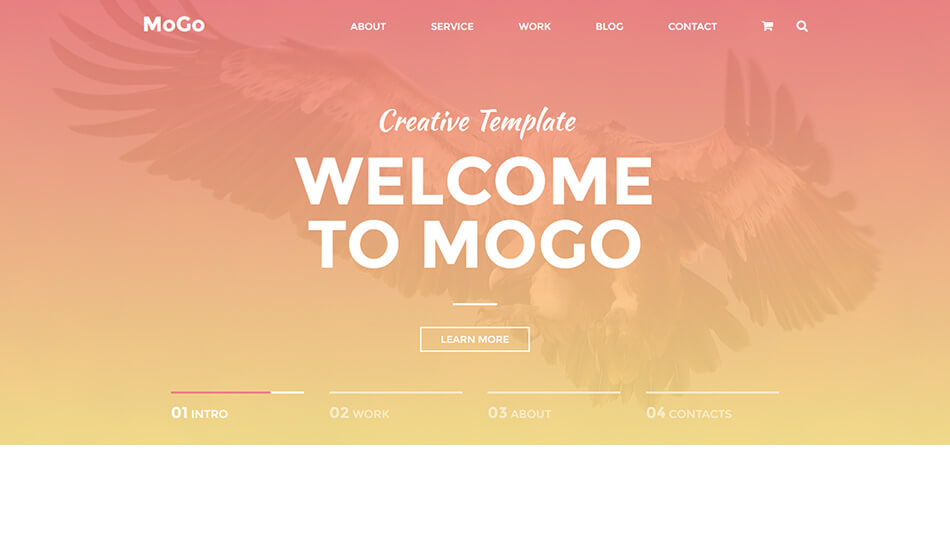 MoGo
ABOUT SERVICE WORK BLOG CONTACT
Creative Template
WELCOME
TO MOGO
LEARN MORE
01 INTRO 02 WORK 03 ABOUT 04 CONTACTS